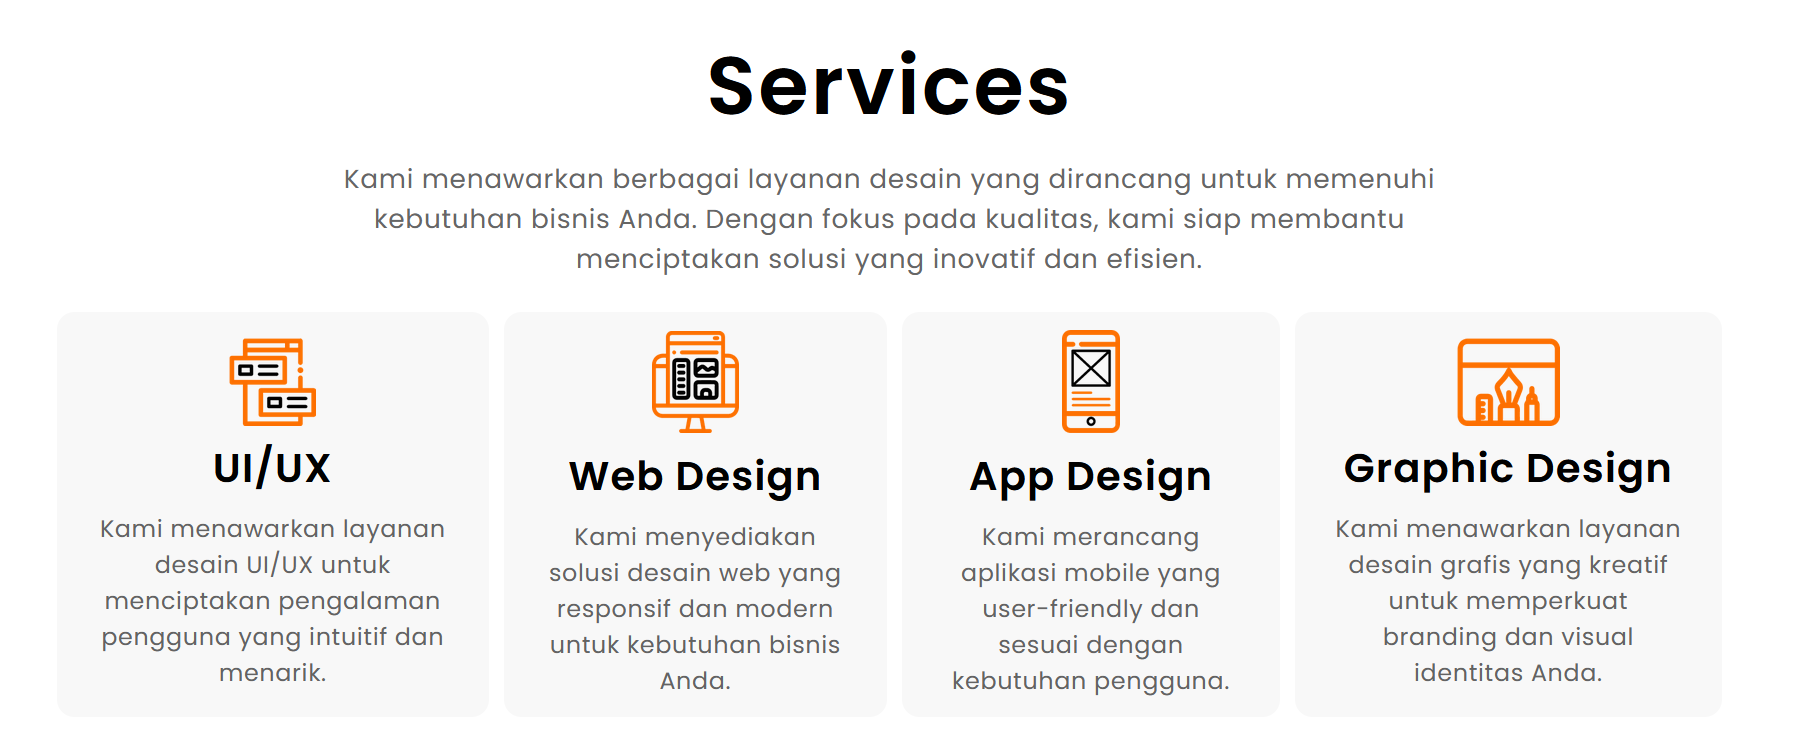 Services
Kami menawarkan berbagai layanan desain yang dirancang untuk memenuhi
kebutuhan bisnis Anda. Dengan fokus pada kualitas, kami siap membantu
menciptakan solusi yang inovatif dan efisien.
UI/UX
Kami menawarkan layanan
desain UI/UX untuk
menciptakan pengalaman
pengguna yang intuitif dan
menarik.
Web Design
Kami menyediakan
solusi desain web yang
responsif dan modern
untuk kebutuhan bisnis
Anda.
App Design
Kami merancang
aplikasi mobile yang
user-friendly dan
sesuai dengan
kebutuhan pengguna.
Graphic Design
Kami menawarkan layanan
desain grafis yang kreatif
untuk memperkuat
branding dan visual
identitas Anda.